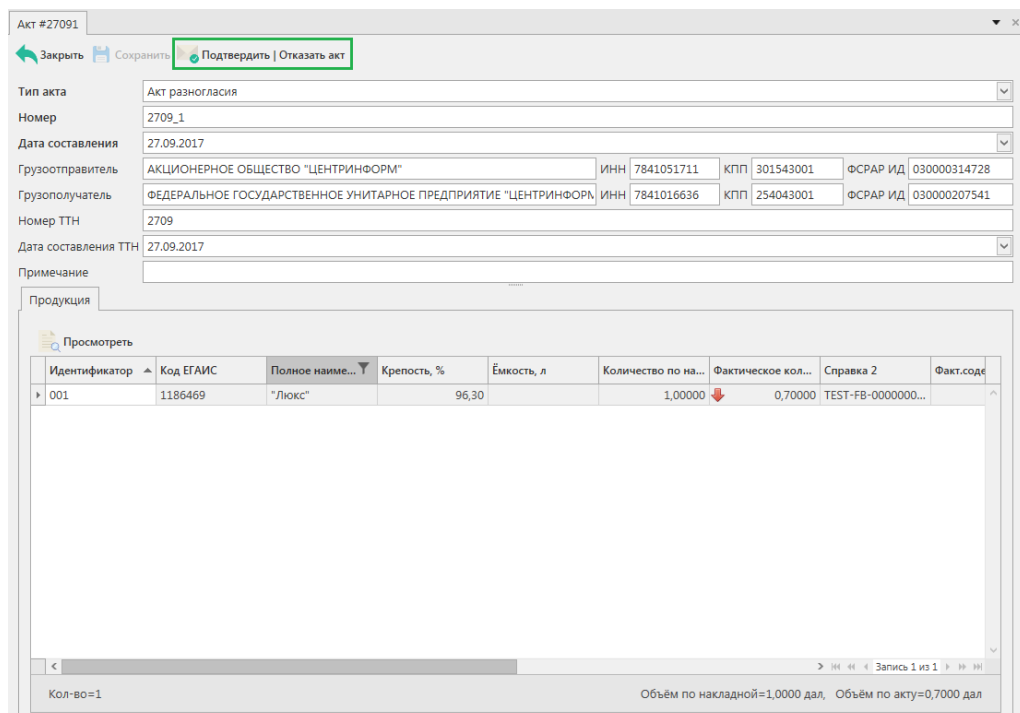 Акт #27091
Закрыть Сохранить Подтвердить | Отказать акт
Тип акта Акт разногласия
Номер 2709_1
Дата составления 27.09.2017
Грузоотправитель АКЦИОНЕРНОЕ ОБЩЕСТВО "ЦЕНТРИНФОРМ" ИНН 7841051711 КПП 301543001 ФСРАР ИД 030000314728
Грузополучатель ФЕДЕРАЛЬНОЕ ГОСУДАРСТВЕННОЕ УНИТАРНОЕ ПРЕДПРИЯТИЕ "ЦЕНТРИНФОРМ ИНН 7841016636 КПП 254043001 ФСРАР ИД 030000207541
Номер ТТН 2709
Дата составления ТТН 27.09.2017
Примечание
Продукция
Просмотреть
Идентификатор Код ЕГАИС Полное наиме... Крепость, % Ёмкость, л Количество по на... Фактическое кол... Справка 2 Факт.соде
001 1186469 "Люкс" 96,30 1,00000 0,70000 TEST-FB-0000000...
Запись 1 из 1
Кол-во=1 Объём по накладной=1,0000 дал, Объём по акту=0,7000 дал